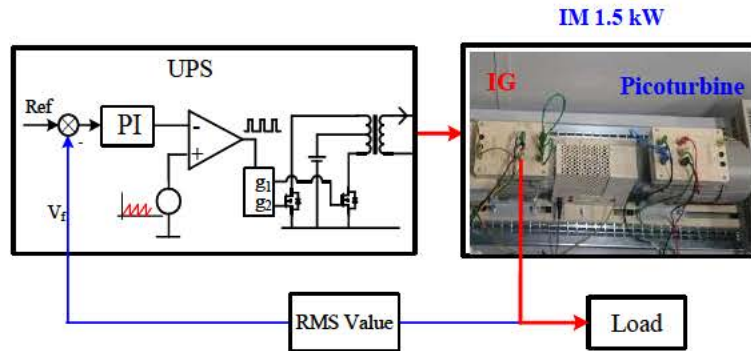 IM 1.5 kW
UPS
IG
Picoturbine
Ref
PI
-
+
-
g1
g2
Vf
RMS Value
Load